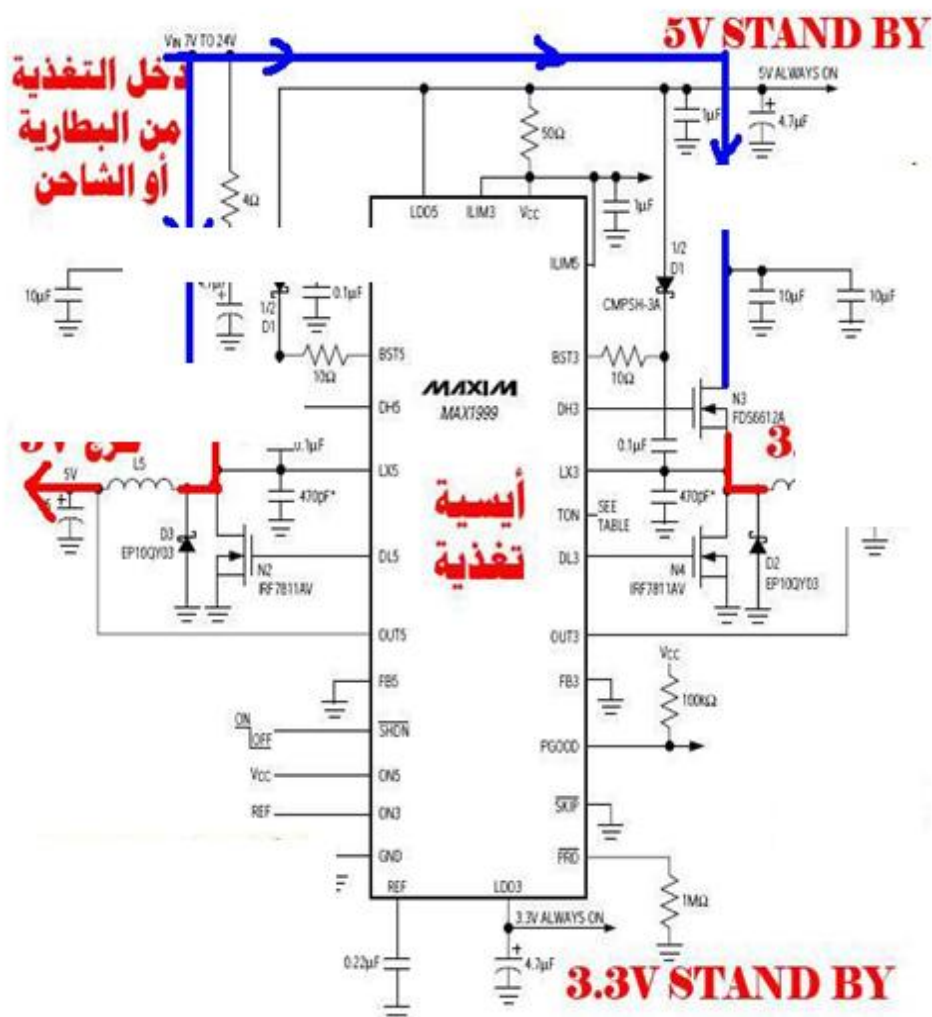 5V STAND BY
VIN 7V TO 24V
دخل التغذية
من البطارية
أو الشاحن
5V ALWAYS ON
1µF
4.7µF
50Ω
4Ω
1µF
LDO5
ILIM3
VCC
ILIM5
1/2
D1
CMPSH-3A
10µF
0.1µF
1/2
D1
10µF
10µF
BST5
10Ω
BST3
10Ω
MAXIM
MAX1999
DH5
DH3
N3
FDS6612A
0.1µF
0.1µF
5V
L5
LX5
LX3
470pF*
470pF*
أيسية
تغذية
TON
SEE
TABLE
D3
EP10QY03
N2
IRF7811AV
DL5
DL3
N4
IRF7811AV
D2
EP10QY03
OUT5
OUT3
VCC
FB5
FB3
100kΩ
ON
OFF
SHDN
PGOOD
VCC
ON5
REF
ON3
SKIP
GND
PRO
REF
LDO3
1MΩ
3.3V ALWAYS ON
0.22µF
4.7µF
3.3V STAND BY